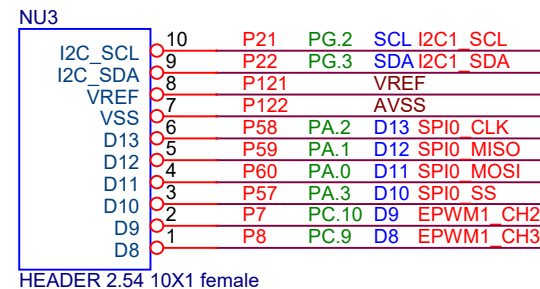 NU3
I2C_SCL 10 P21 PG.2 SCL I2C1_SCL
I2C_SDA 9 P22 PG.3 SDA I2C1_SDA
VREF 8 P121 VREF
VSS 7 P122 AVSS
D13 6 P58 PA.2 D13 SPI0_CLK
D12 5 P59 PA.1 D12 SPI0_MISO
D11 4 P60 PA.0 D11 SPI0_MOSI
D10 3 P57 PA.3 D10 SPI0_SS
D9 2 P7 PC.10 D9 EPWM1_CH2
D8 1 P8 PC.9 D8 EPWM1_CH3
HEADER 2.54 10X1 female